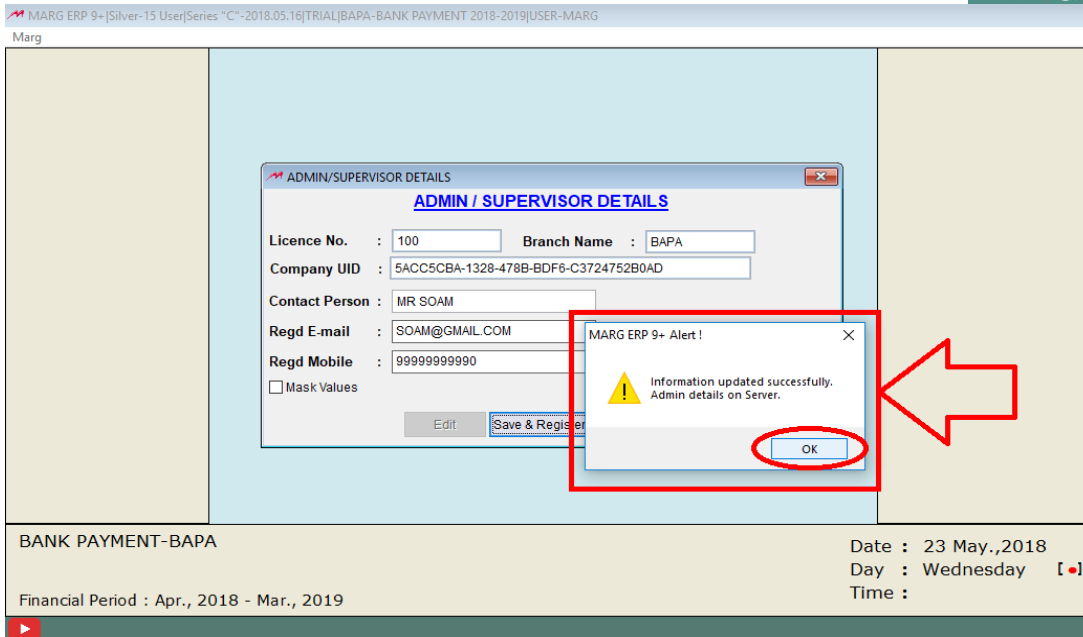 MARG ERP 9+|Silver-15 User|Series "C"-2018.05.16|TRIAL|BAPA-BANK PAYMENT 2018-2019|USER-MARG
Marg
ADMIN/SUPERVISOR DETAILS
ADMIN / SUPERVISOR DETAILS
Licence No. : 100 Branch Name : BAPA
Company UID : 5ACC5CBA-1328-478B-BDF6-C3724752B0AD
Contact Person : MR SOAM
Regd E-mail : SOAM@GMAIL.COM
Regd Mobile : 99999999990
Mask Values
Edit Save & Register
MARG ERP 9+ Alert !
Information updated successfully.
Admin details on Server.
OK
BANK PAYMENT-BAPA
Financial Period : Apr., 2018 - Mar., 2019
Date : 23 May.,2018
Day : Wednesday [●]
Time :